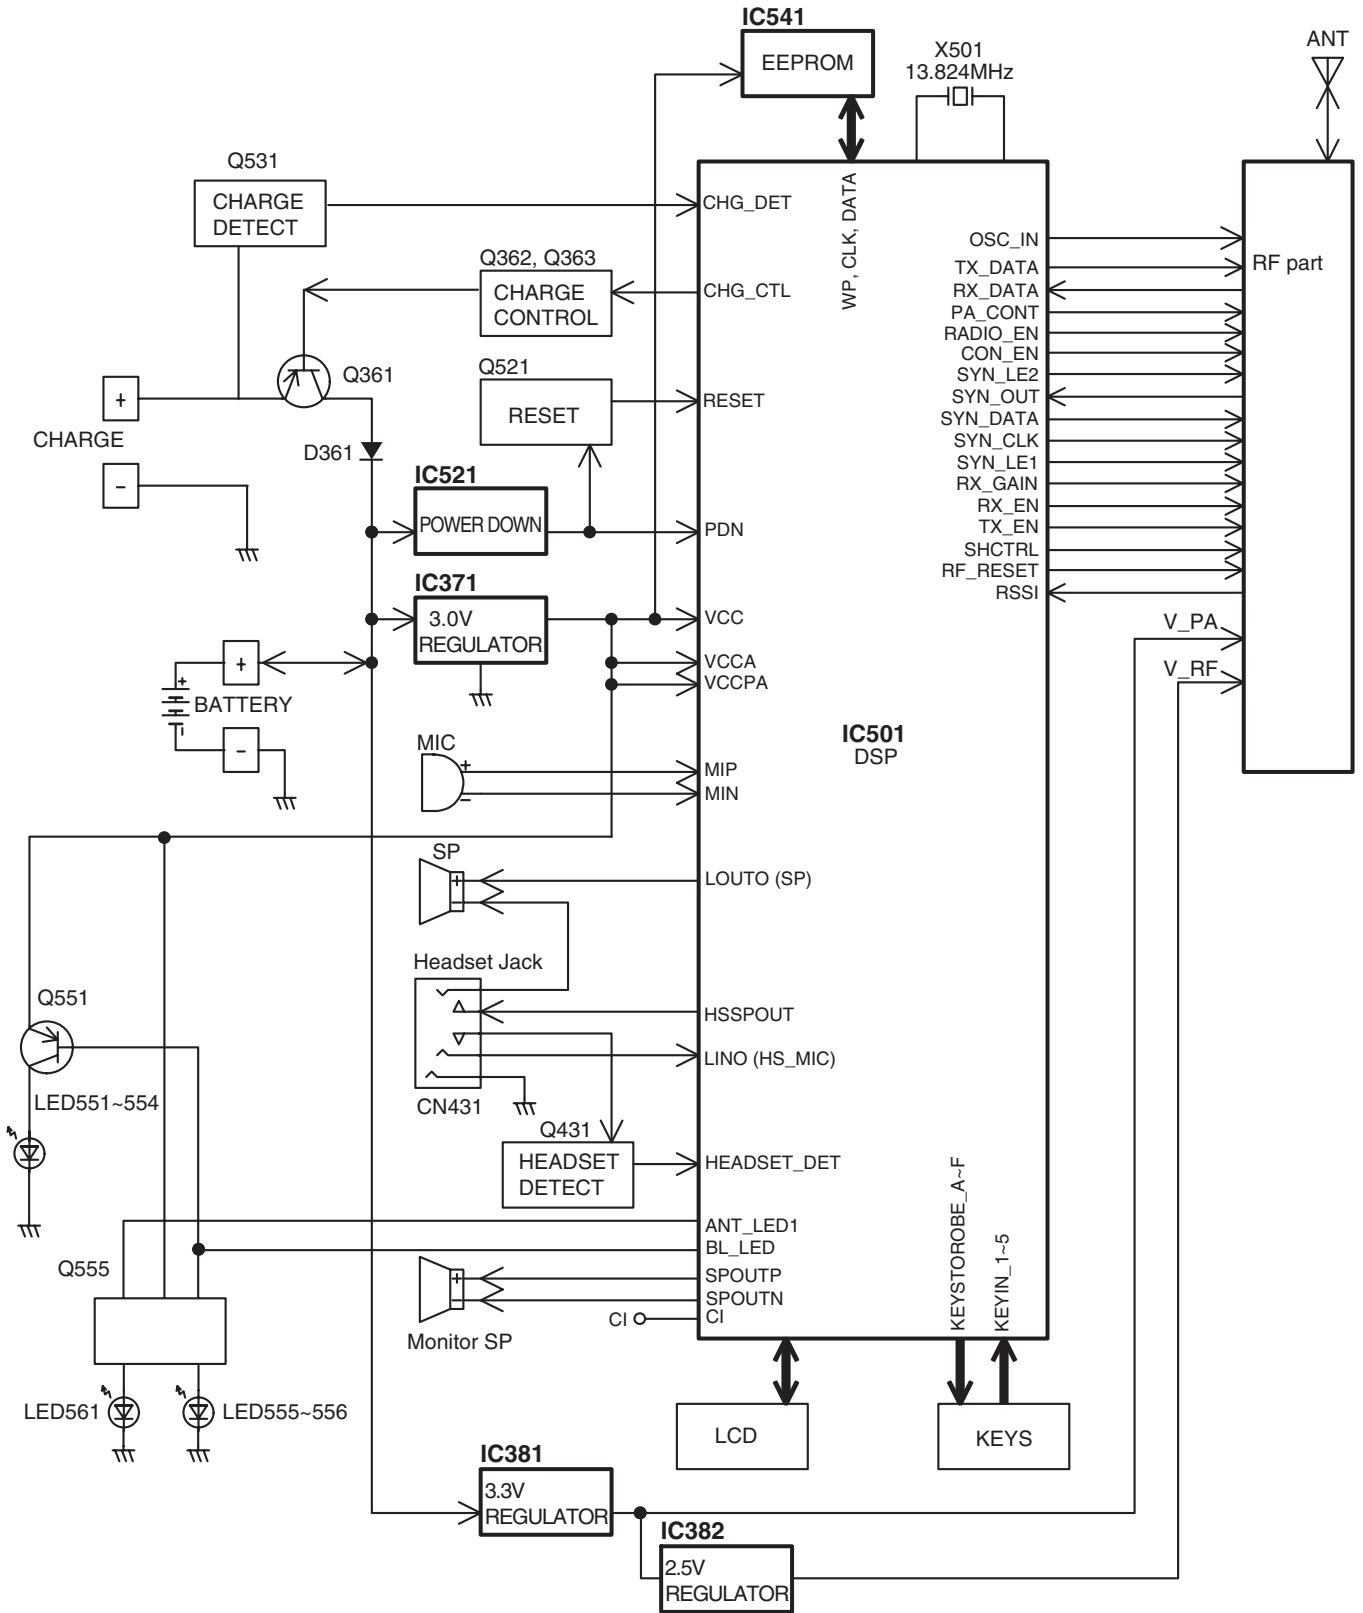 IC541
EEPROM
X501
13.824MHz
ANT
Q531
CHARGE
DETECT
CHG_DET
WP, CLK, DATA
OSC_IN
RF part
Q362, Q363
CHARGE
CONTROL
CHG_CTL
TX_DATA
RX_DATA
PA_CONT
RADIO_EN
CON_EN
SYN_LE2
SYN_OUT
SYN_DATA
SYN_CLK
SYN_LE1
RX_GAIN
RX_EN
TX_EN
SHCTRL
RF_RESET
RSSI
Q361
Q521
RESET
RESET
+
CHARGE
-
D361
IC521
POWER DOWN
PDN
IC371
3.0V
REGULATOR
VCC
VCCA
VCCPA
V_PA
V_RF
+
+
BATTERY
-
-
IC501
DSP
MIC
+
-
MIP
MIN
SP
+
-
LOUTO (SP)
Headset Jack
HSSPOUT
LINO (HS_MIC)
CN431
Q551
LED551~554
Q431
HEADSET
DETECT
HEADSET_DET
KEYSTOROBE_A~F
KEYIN_1~5
ANT_LED1
BL_LED
SPOUTP
SPOUTN
CI
CI
+
-
Monitor SP
Q555
LED561
LED555~556
LCD
KEYS
IC381
3.3V
REGULATOR
IC382
2.5V
REGULATOR